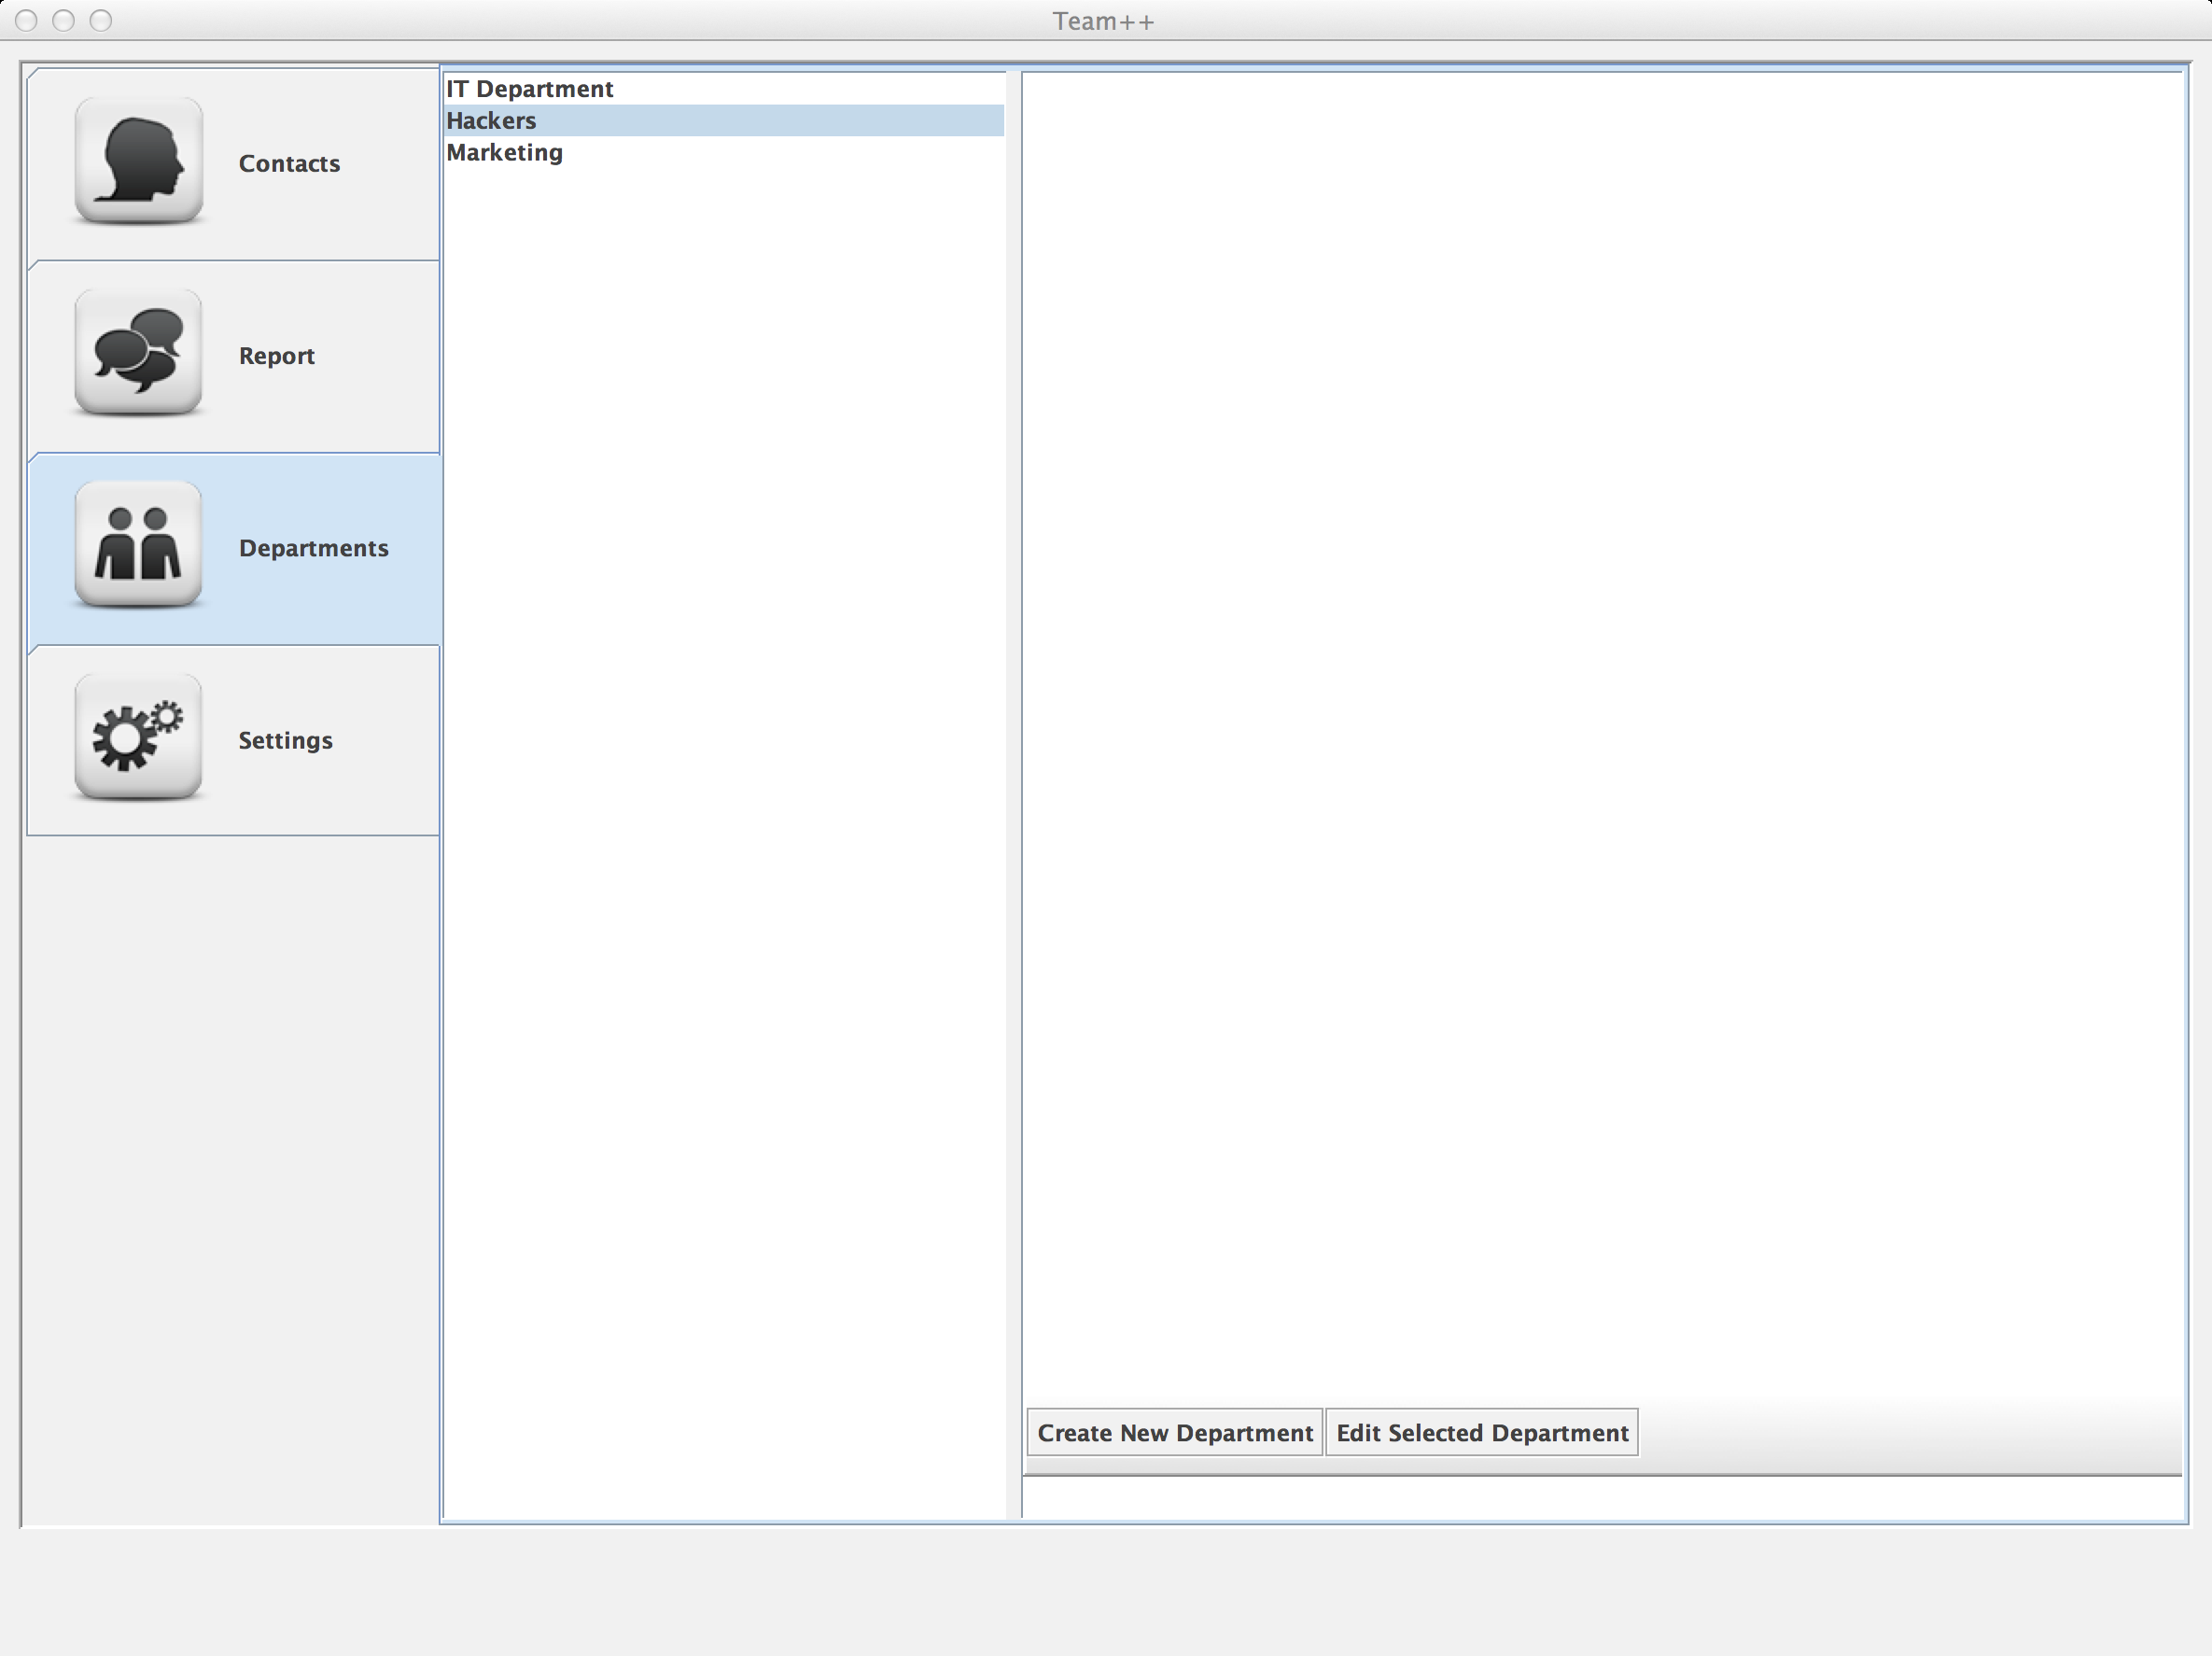 Team++
Contacts
Report
Departments
Settings
IT Department
Hackers
Marketing
Create New Department
Edit Selected Department